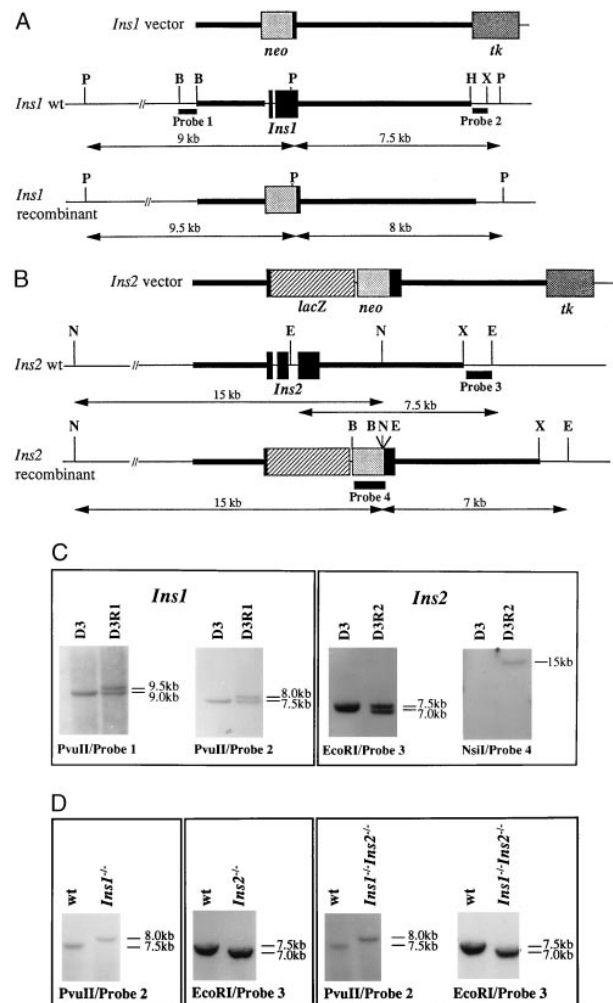 A
Ins1 vector
neo
tk
P B B P H X P
Ins1 wt
Probe 1 Ins1 Probe 2
9 kb 7.5 kb
P P P
Ins1 recombinant
9.5 kb 8 kb
B
Ins2 vector
lacZ neo tk
N E N X E
Ins2 wt
Ins2 Probe 3
15 kb 7.5 kb
N B B N E X E
Ins2 recombinant
Probe 4
15 kb 7 kb
C
Ins1
D3 D3R1
9.5kb
9.0kb
PvuII/Probe 1
D3 D3R1
8.0kb
7.5kb
PvuII/Probe 2
Ins2
D3 D3R2
7.5kb
7.0kb
EcoRI/Probe 3
D3 D3R2
15kb
NsiI/Probe 4
D
wt Ins1-/-
8.0kb
7.5kb
PvuII/Probe 2
wt Ins2-/-
7.5kb
7.0kb
EcoRI/Probe 3
wt Ins1-/-Ins2-/-
8.0kb
7.5kb
PvuII/Probe 2
wt Ins1-/-Ins2-/-
7.5kb
7.0kb
EcoRI/Probe 3